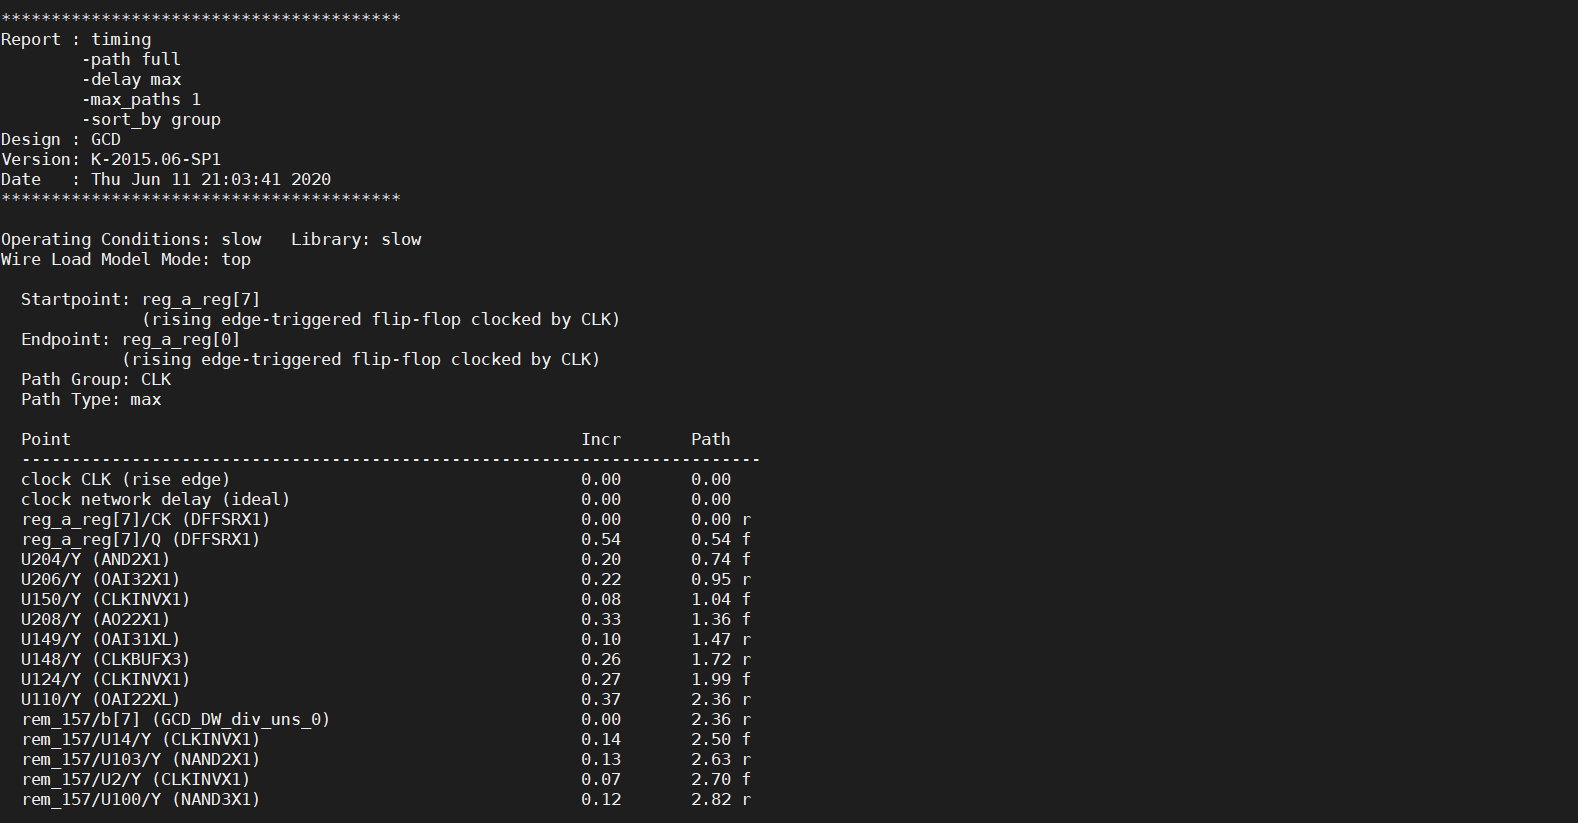 ****************************************
Report : timing
        -path full
        -delay max
        -max_paths 1
        -sort_by group
Design : GCD
Version: K-2015.06-SP1
Date   : Thu Jun 11 21:03:41 2020
****************************************
Operating Conditions: slow   Library: slow
Wire Load Model Mode: top
  Startpoint: reg_a_reg[7]
              (rising edge-triggered flip-flop clocked by CLK)
  Endpoint: reg_a_reg[0]
            (rising edge-triggered flip-flop clocked by CLK)
  Path Group: CLK
  Path Type: max
  Point                                                   Incr       Path
  --------------------------------------------------------------------------
  clock CLK (rise edge)                                   0.00       0.00
  clock network delay (ideal)                             0.00       0.00
  reg_a_reg[7]/CK (DFFSRX1)                               0.00       0.00 r
  reg_a_reg[7]/Q (DFFSRX1)                                0.54       0.54 f
  U204/Y (AND2X1)                                         0.20       0.74 f
  U206/Y (OAI32X1)                                        0.22       0.95 r
  U150/Y (CLKINVX1)                                       0.08       1.04 f
  U208/Y (AO22X1)                                         0.33       1.36 f
  U149/Y (OAI31XL)                                        0.10       1.47 r
  U148/Y (CLKBUFX3)                                       0.26       1.72 r
  U124/Y (CLKINVX1)                                       0.27       1.99 f
  U110/Y (OAI22XL)                                        0.37       2.36 r
  rem_157/b[7] (GCD_DW_div_uns_0)                         0.00       2.36 r
  rem_157/U14/Y (CLKINVX1)                                0.14       2.50 f
  rem_157/U103/Y (NAND2X1)                                0.13       2.63 r
  rem_157/U2/Y (CLKINVX1)                                 0.07       2.70 f
  rem_157/U100/Y (NAND3X1)                                0.12       2.82 r